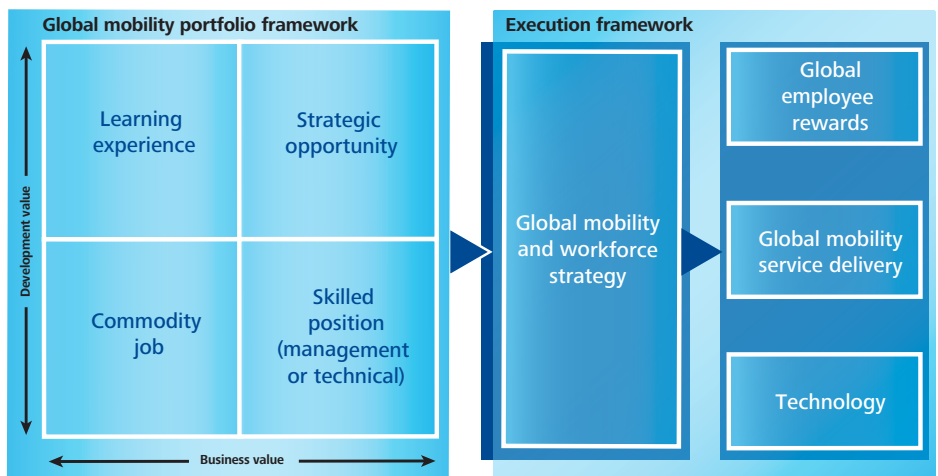 Global mobility portfolio framework
Development value
Learning
experience
Strategic
opportunity
Commodity
job
Skilled
position
(management
or technical)
Business value
Execution framework
Global mobility
and workforce
strategy
Global
employee
rewards
Global mobility
service delivery
Technology